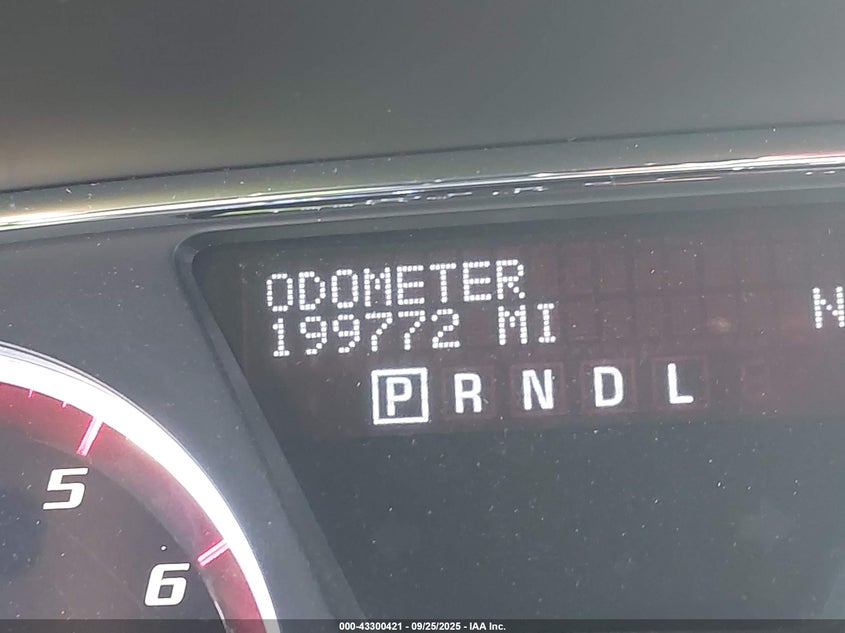 ODOMETER
199772 MI
N
P R N D L
5
6
000-43300421 - 09/25/2025 - IAA Inc.